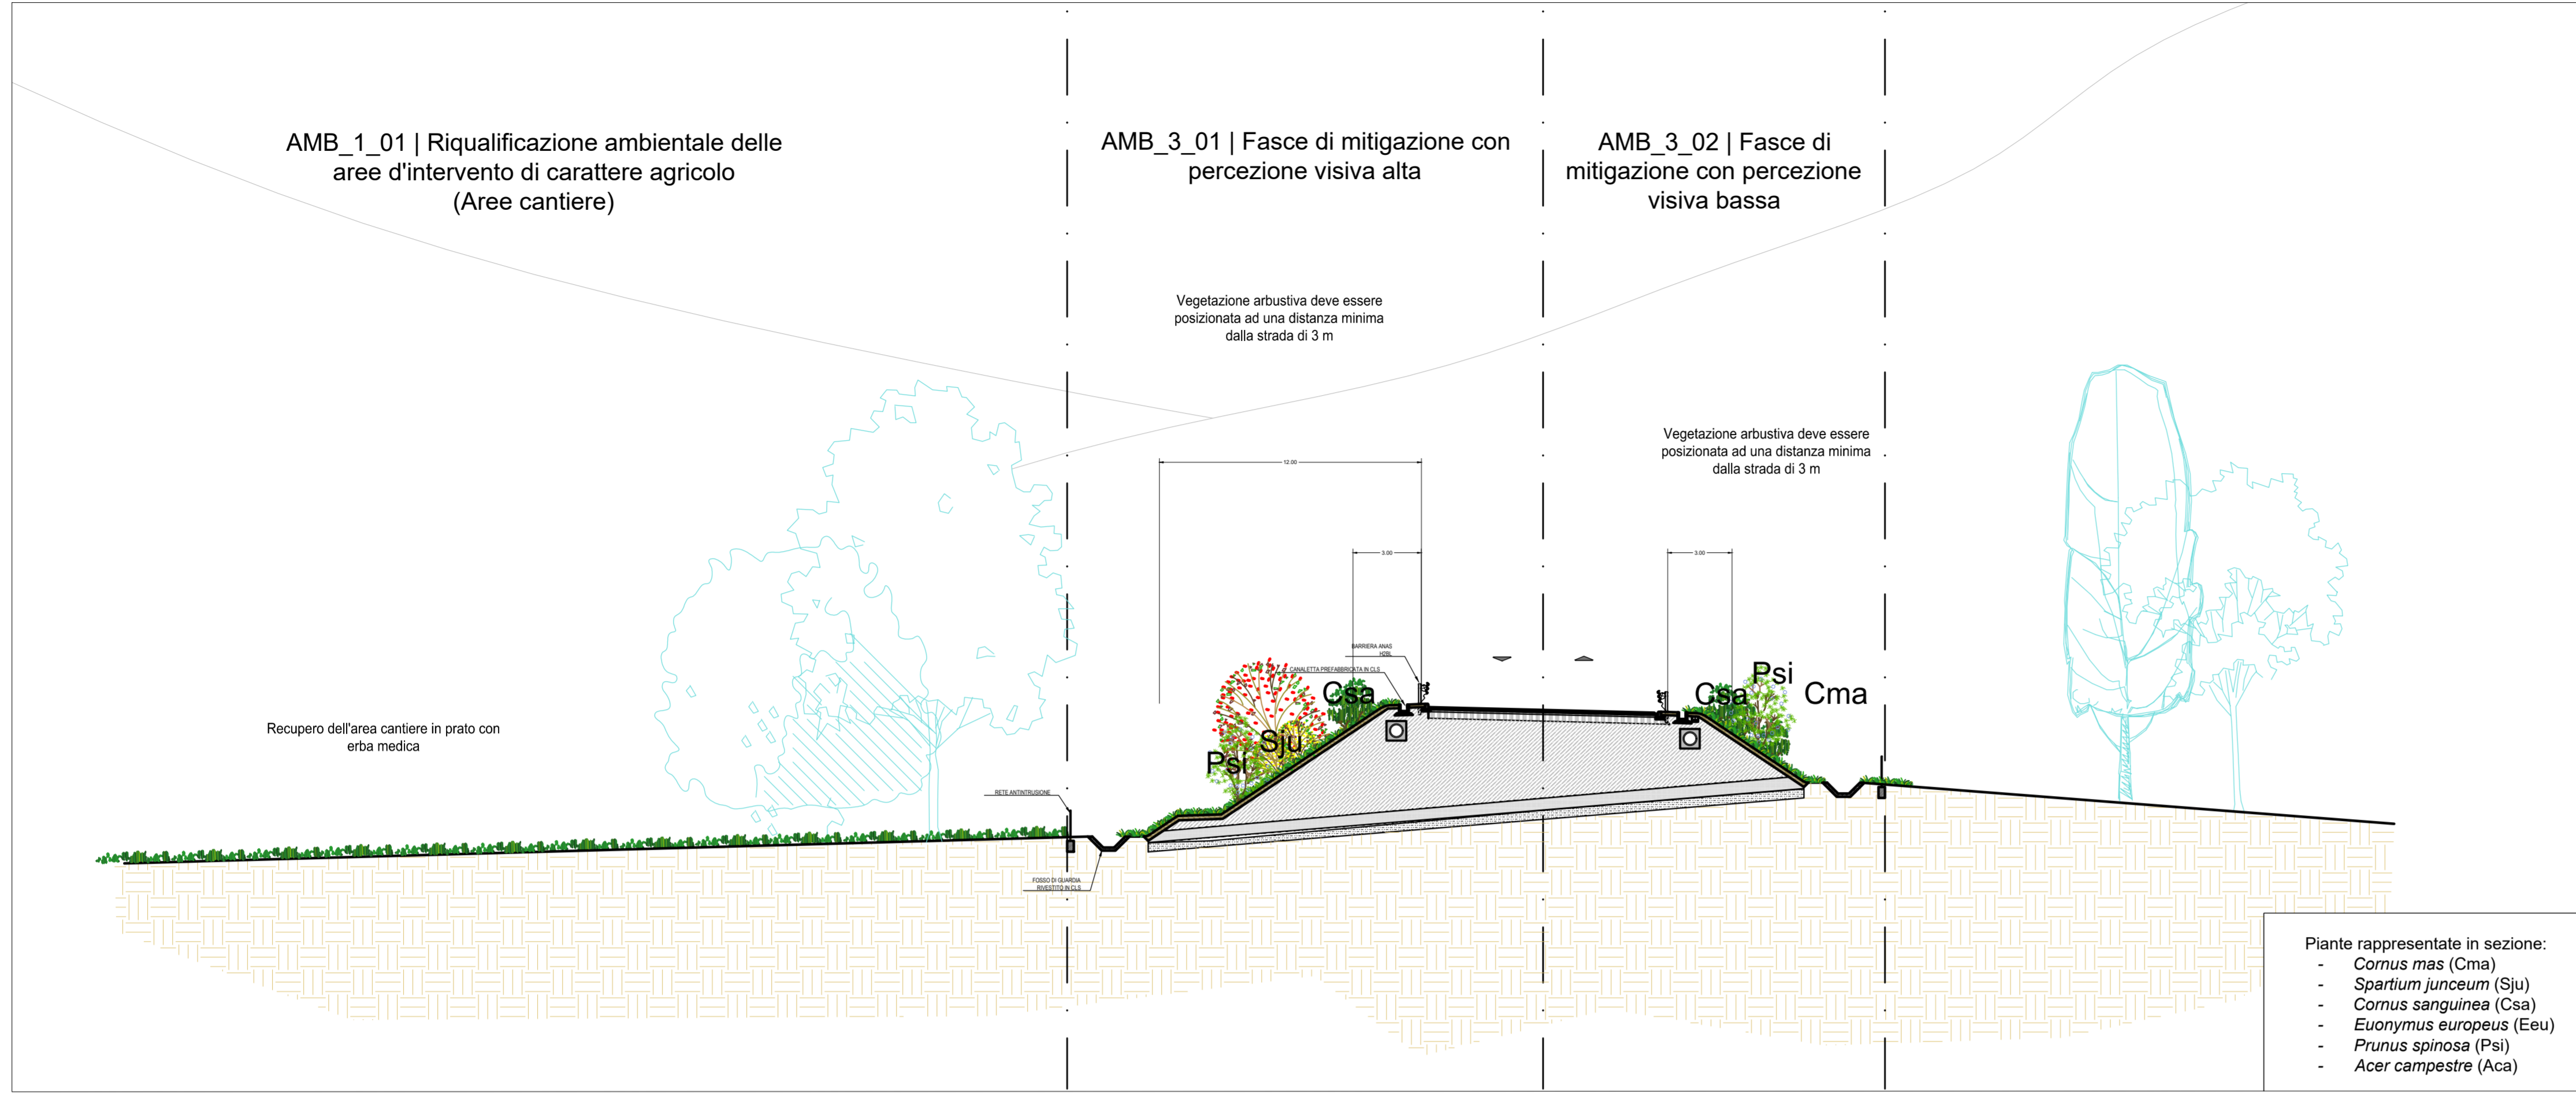 AMB_1_01 | Riqualificazione ambientale delle
aree d'intervento di carattere agricolo
(Aree cantiere)
AMB_3_01 | Fasce di mitigazione con
percezione visiva alta
AMB_3_02 | Fasce di
mitigazione con percezione
visiva bassa
Vegetazione arbustiva deve essere
posizionata ad una distanza minima
dalla strada di 3 m
Vegetazione arbustiva deve essere
posizionata ad una distanza minima
dalla strada di 3 m
12.00
3.00
3.00
BARRIERA ANAS
H2BL
CANALETTA PREFABBRICATA IN CLS
Csa
Sju
Psi
Csa
Psi
Cma
Recupero dell'area cantiere in prato con
erba medica
RETE ANTINTRUSIONE
FOSSO DI GUARDIA
RIVESTITO IN CLS
Piante rappresentate in sezione:
- Cornus mas (Cma)
- Spartium junceum (Sju)
- Cornus sanguinea (Csa)
- Euonymus europeus (Eeu)
- Prunus spinosa (Psi)
- Acer campestre (Aca)